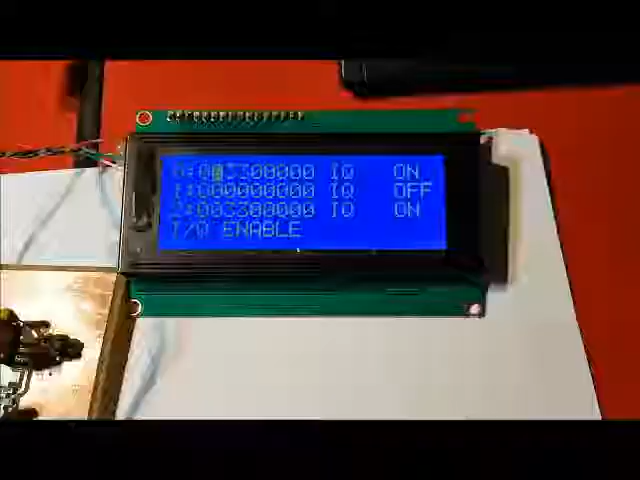 0:003300000 IQ ON
1:000000000 IQ OFF
2:003300000 IQ ON
I/Q ENABLE